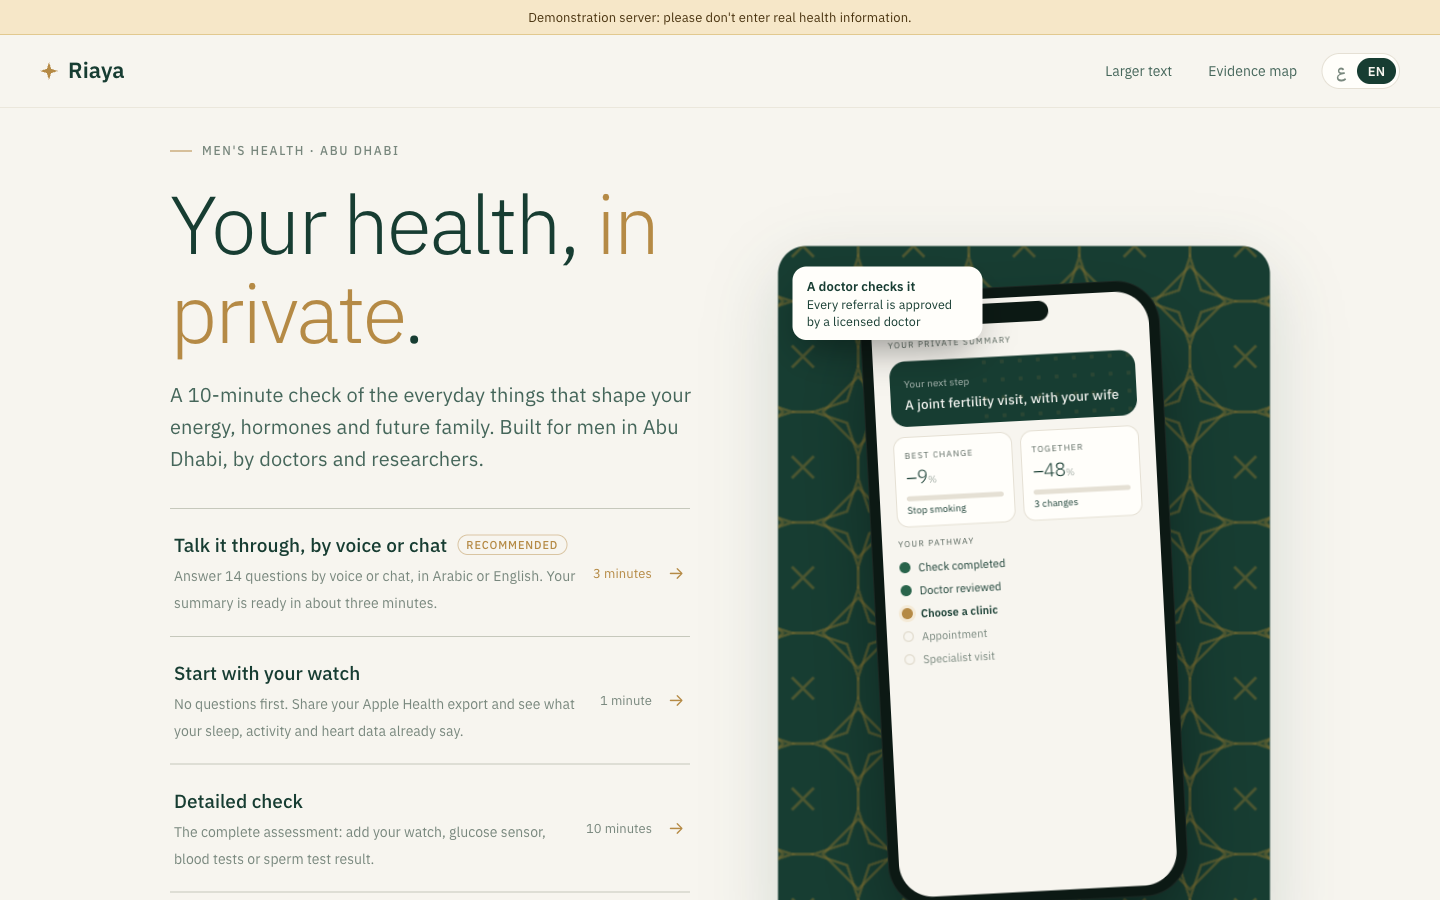 Demonstration server: please don't enter real health information.
Riaya
Larger text
Evidence map
ع
EN
MEN'S HEALTH · ABU DHABI
Your health, in
private.
A 10-minute check of the everyday things that shape your
energy, hormones and future family. Built for men in Abu
Dhabi, by doctors and researchers.
Talk it through, by voice or chat
RECOMMENDED
Answer 14 questions by voice or chat, in Arabic or English. Your
summary is ready in about three minutes.
3 minutes →
Start with your watch
No questions first. Share your Apple Health export and see what
your sleep, activity and heart data already say.
1 minute →
Detailed check
The complete assessment: add your watch, glucose sensor,
blood tests or sperm test result.
10 minutes →
A doctor checks it
Every referral is approved
by a licensed doctor
YOUR PRIVATE SUMMARY
Your next step
A joint fertility visit, with your wife
BEST CHANGE
–9%
Stop smoking
TOGETHER
–48%
3 changes
YOUR PATHWAY
Check completed
Doctor reviewed
Choose a clinic
Appointment
Specialist visit